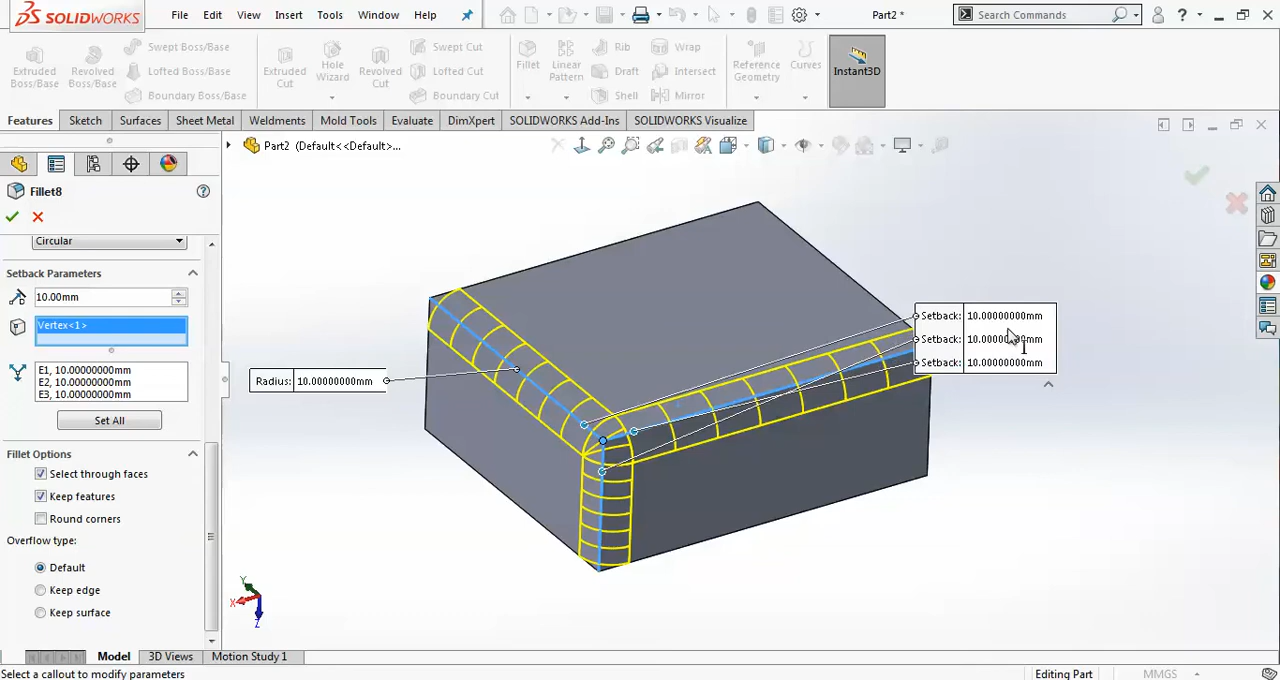 SOLIDWORKS File Edit View Insert Tools Window Help Part2 * Search Commands ?
Extruded Boss/Base
Revolved Boss/Base
Swept Boss/Base
Lofted Boss/Base
Boundary Boss/Base
Extruded Cut
Hole Wizard
Revolved Cut
Swept Cut
Lofted Cut
Boundary Cut
Fillet
Linear Pattern
Rib
Draft
Shell
Wrap
Intersect
Mirror
Reference Geometry
Curves
Instant3D
Features Sketch Surfaces Sheet Metal Weldments Mold Tools Evaluate DimXpert SOLIDWORKS Add-Ins SOLIDWORKS Visualize
Part2 (Default<<Default>...
Fillet8
Circular
Setback Parameters
10.00mm
Vertex<1>
E1, 10.00000000mm
E2, 10.00000000mm
E3, 10.00000000mm
Set All
Fillet Options
Select through faces
Keep features
Round corners
Overflow type:
Default
Keep edge
Keep surface
Radius: 10.00000000mm
Setback: 10.00000000mm
Setback: 10.00000000mm
Setback: 10.00000000mm
Y
X
Z
Model 3D Views Motion Study 1
Select a callout to modify parameters Editing Part MMGS